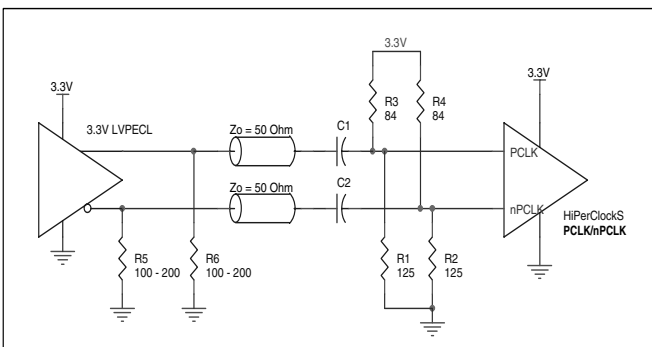 3.3V
3.3V LVPECL
Zo = 50 Ohm
C1
3.3V
R3
84
R4
84
3.3V
PCLK
Zo = 50 Ohm
C2
nPCLK
HiPerClockS
PCLK/nPCLK
R5
100 - 200
R6
100 - 200
R1
125
R2
125